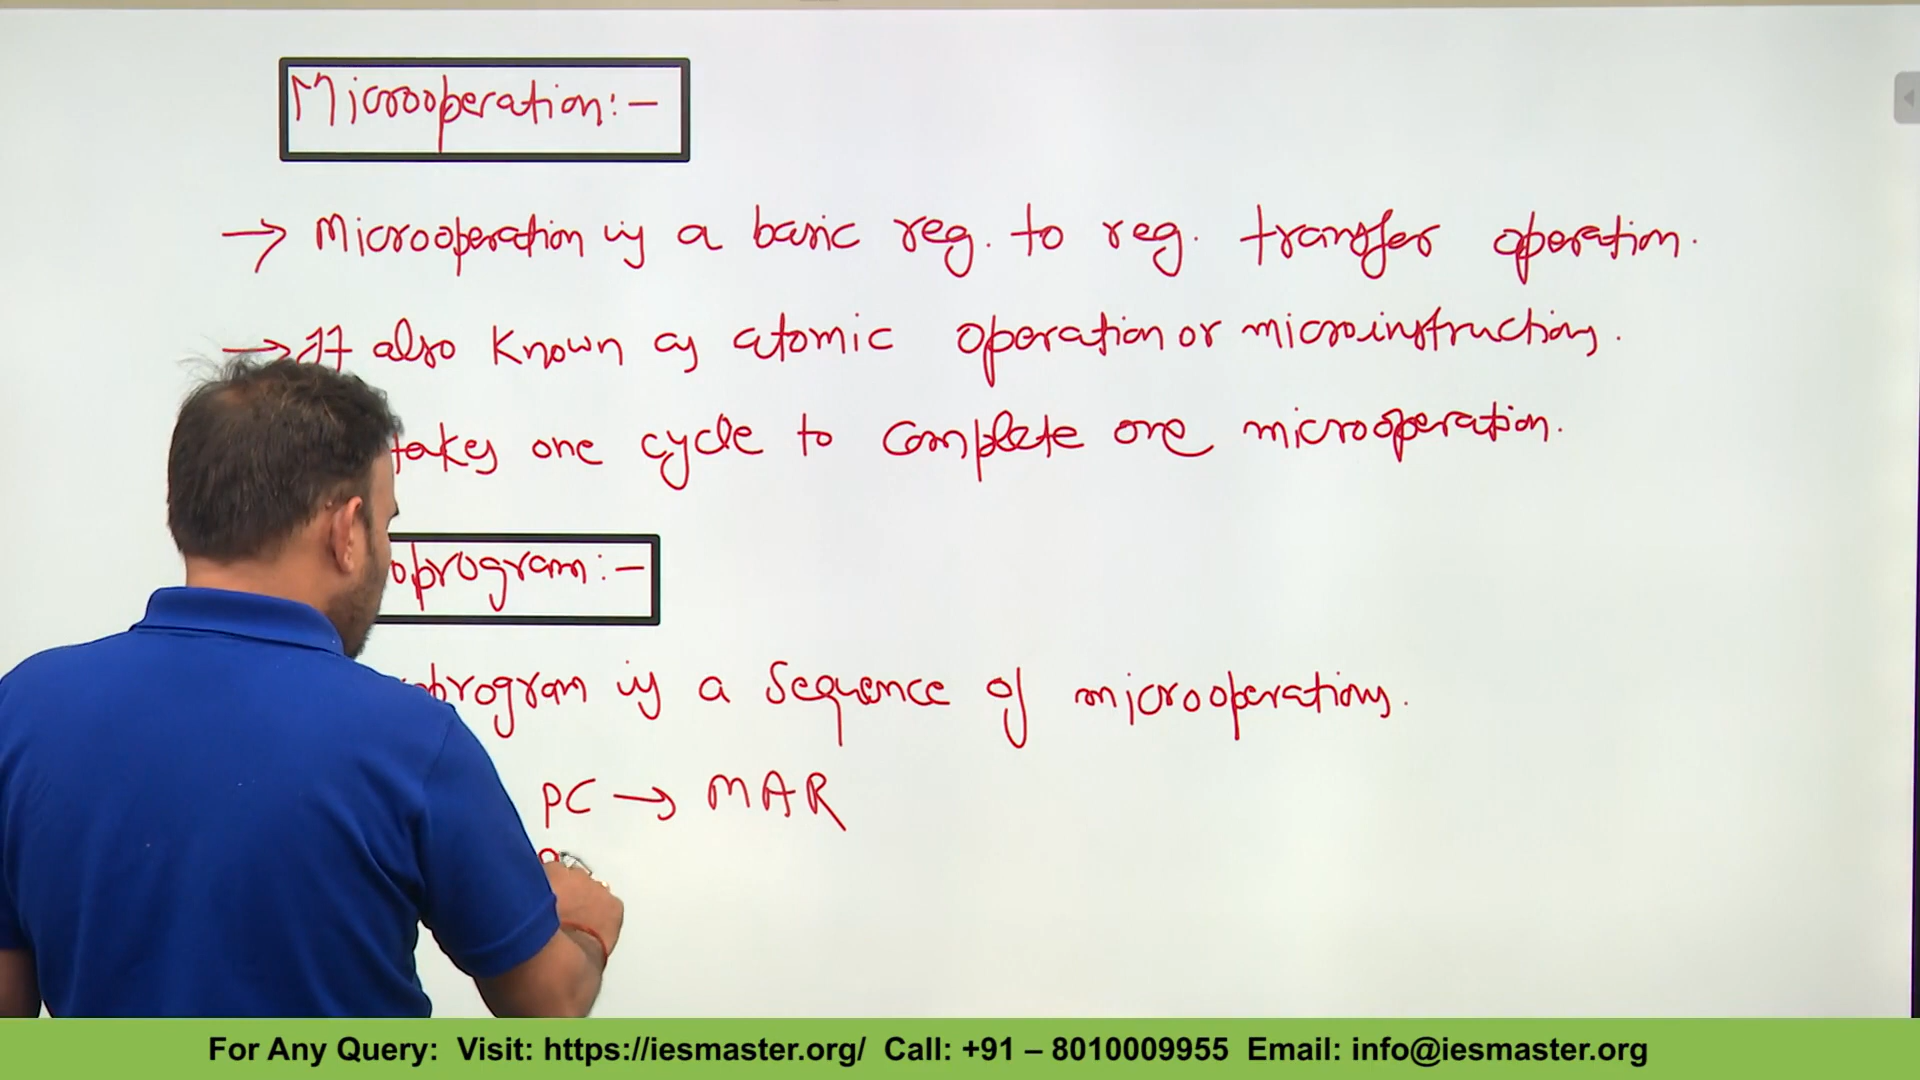 Microoperation:-
→ Microoperation is a basic reg. to reg. transfer operation.
→ It also known as atomic operation or microinstructions.
takes one cycle to complete one microoperation.
oprogram:-
program is a sequence of microoperations.
PC → MAR
For Any Query: Visit: https://iesmaster.org/ Call: +91 – 8010009955 Email: info@iesmaster.org